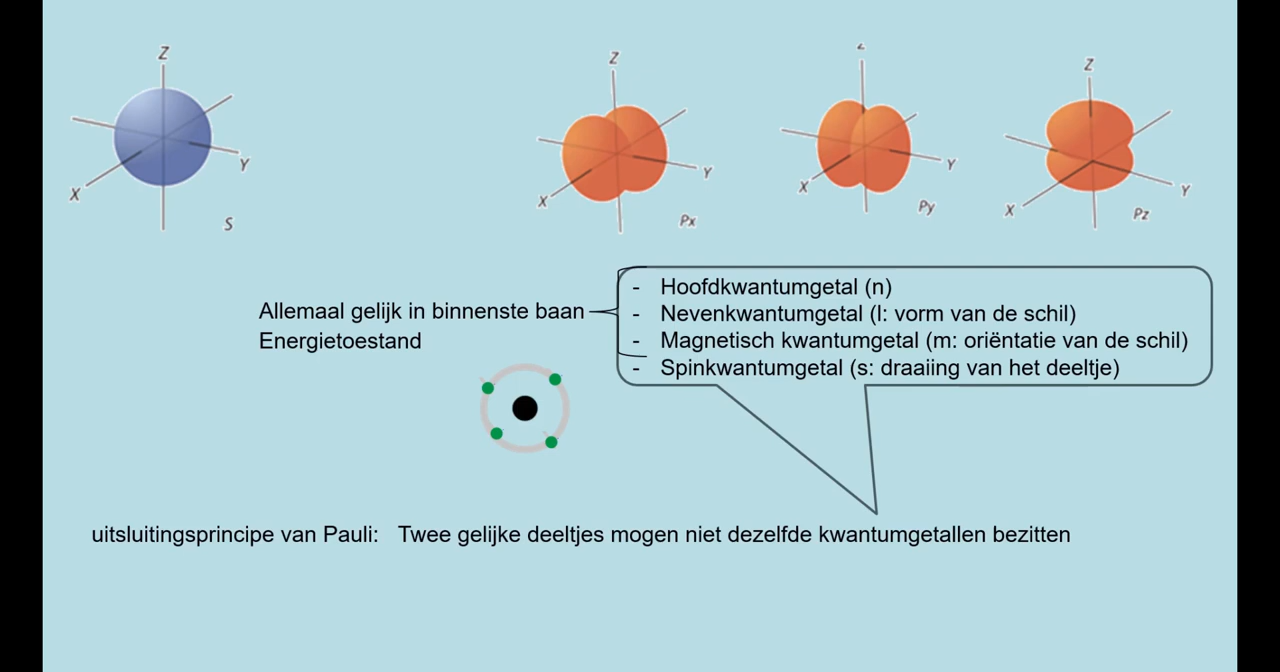 Z
Y
X
S
Z
Y
X
Px
Z
Y
X
Py
Z
Y
X
Pz
Allemaal gelijk in binnenste baan
Energietoestand
- Hoofdkwantumgetal (n)
- Nevenkwantumgetal (l: vorm van de schil)
- Magnetisch kwantumgetal (m: oriëntatie van de schil)
- Spinkwantumgetal (s: draaiing van het deeltje)
uitsluitingsprincipe van Pauli: Twee gelijke deeltjes mogen niet dezelfde kwantumgetallen bezitten